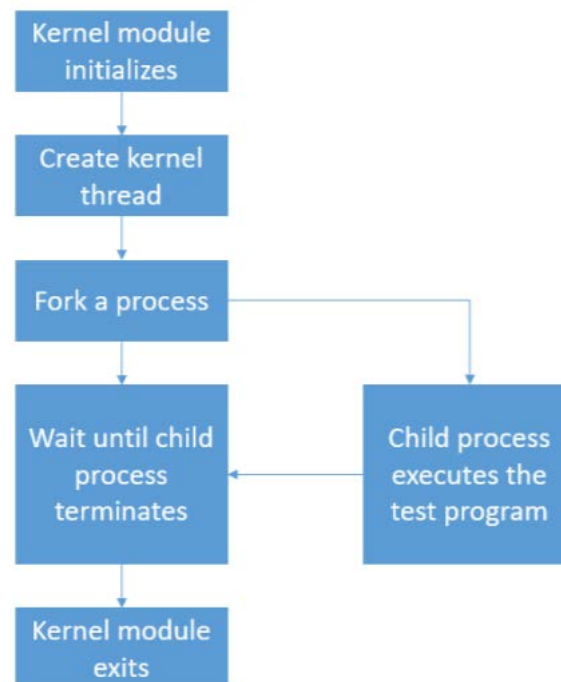 Kernel module
initializes
Create kernel
thread
Fork a process
Wait until child
process
terminates
Child process
executes the
test program
Kernel module
exits